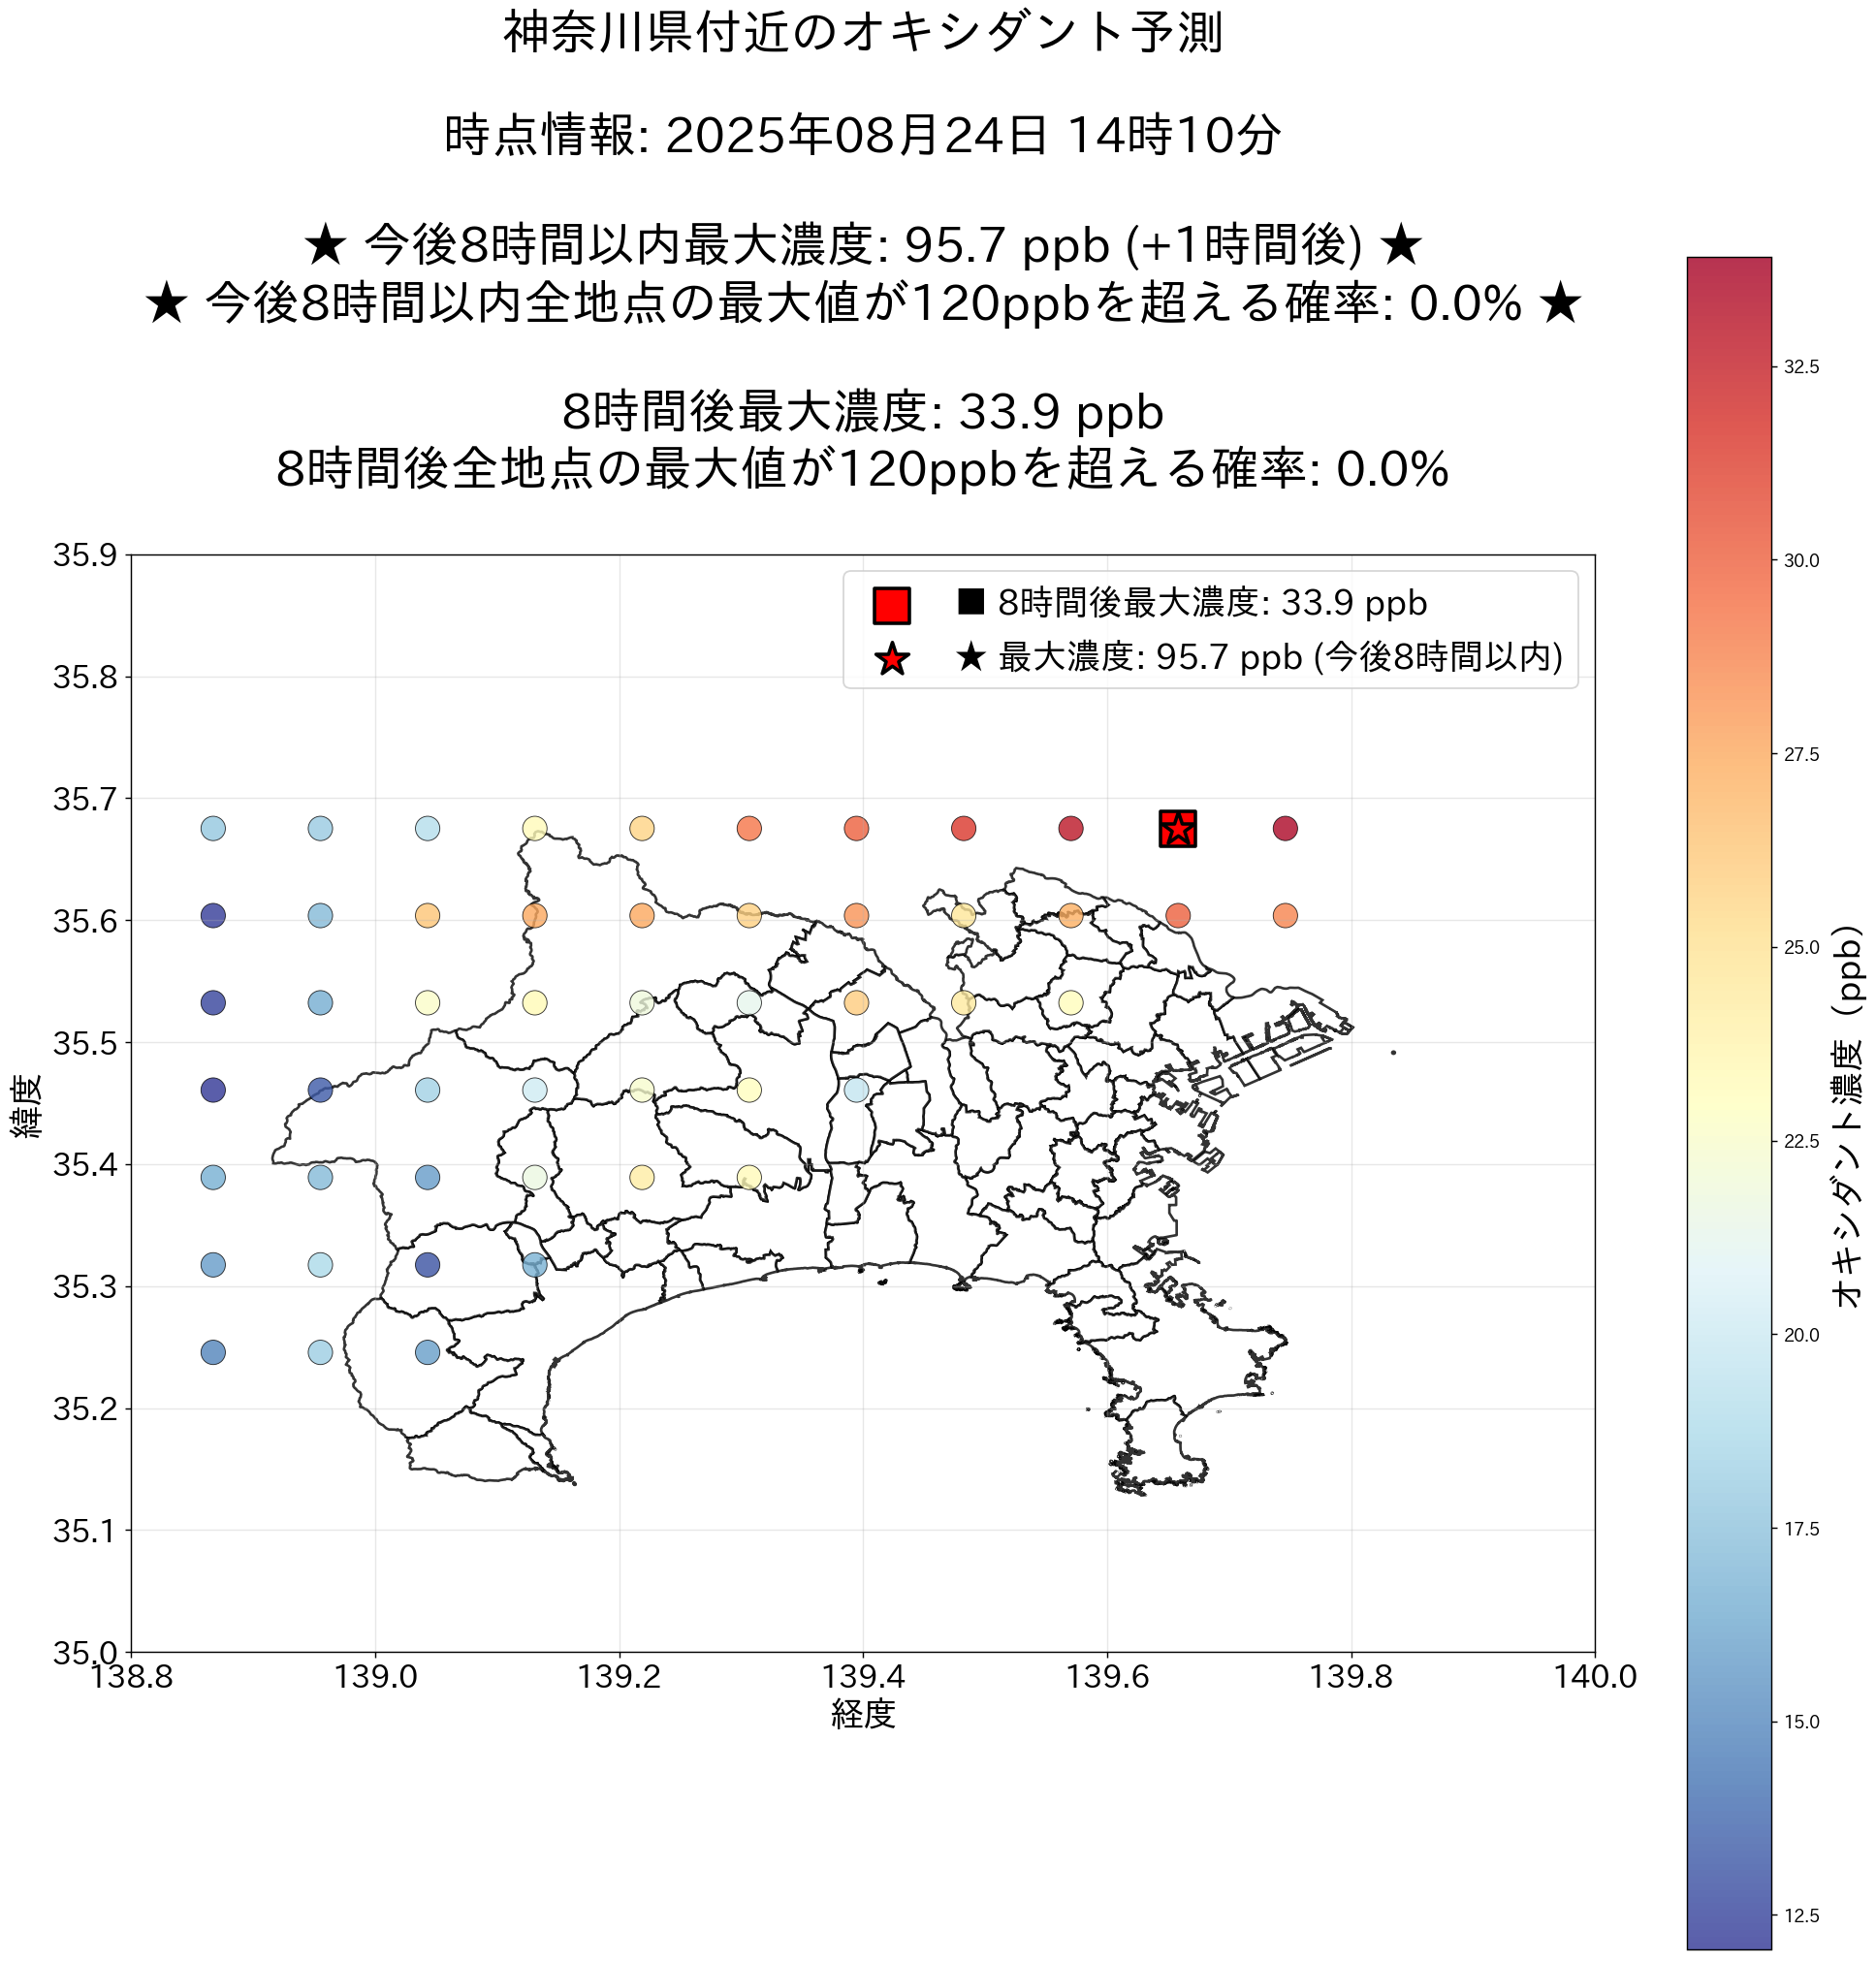 神奈川県付近のオキシダント予測
時点情報: 2025年08月24日 14時10分
★ 今後8時間以内最大濃度: 95.7 ppb (+1時間後) ★
★ 今後8時間以内全地点の最大値が120ppbを超える確率: 0.0% ★
8時間後最大濃度: 33.9 ppb
8時間後全地点の最大値が120ppbを超える確率: 0.0%
■ 8時間後最大濃度: 33.9 ppb
★ 最大濃度: 95.7 ppb (今後8時間以内)
35.9
35.8
35.7
35.6
35.5
35.4
35.3
35.2
35.1
35.0
緯度
138.8 139.0 139.2 139.4 139.6 139.8 140.0
経度
32.5
30.0
27.5
25.0
22.5
20.0
17.5
15.0
12.5
オキシダント濃度 (ppb)